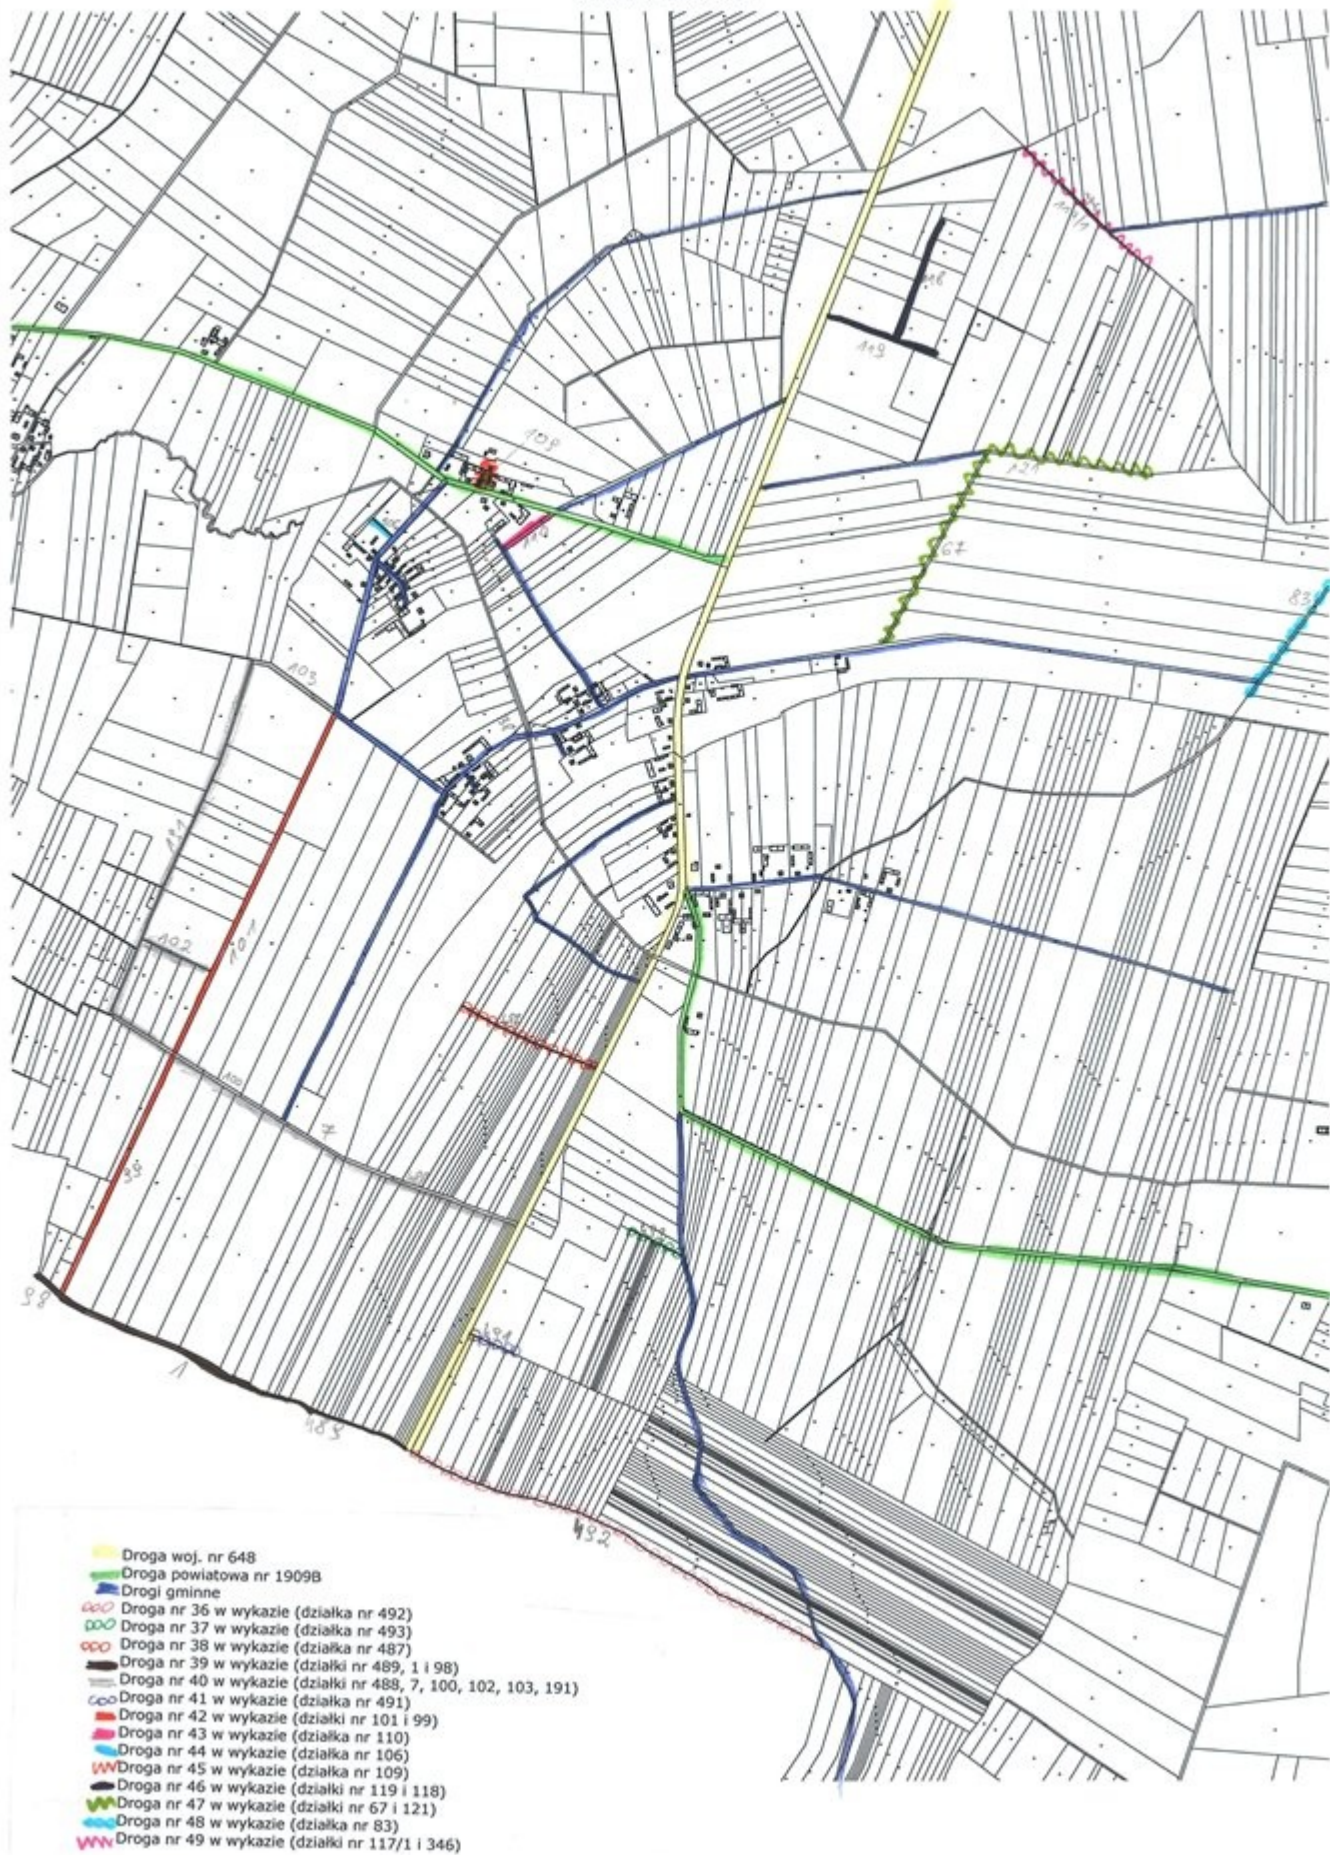 109
118
119
117/1
121
67
83
110
103
191
102
101
100
7
99
98
1
489
492
491
Droga woj. nr 648
Droga powiatowa nr 1909B
Drogi gminne
Droga nr 36 w wykazie (działka nr 492)
Droga nr 37 w wykazie (działka nr 493)
Droga nr 38 w wykazie (działka nr 487)
Droga nr 39 w wykazie (działki nr 489, 1 i 98)
Droga nr 40 w wykazie (działki nr 488, 7, 100, 102, 103, 191)
Droga nr 41 w wykazie (działka nr 491)
Droga nr 42 w wykazie (działki nr 101 i 99)
Droga nr 43 w wykazie (działki nr 110)
Droga nr 44 w wykazie (działka nr 106)
Droga nr 45 w wykazie (działka nr 109)
Droga nr 46 w wykazie (działki nr 119 i 118)
Droga nr 47 w wykazie (działki nr 67 i 121)
Droga nr 48 w wykazie (działka nr 83)
Droga nr 49 w wykazie (działki nr 117/1 i 346)